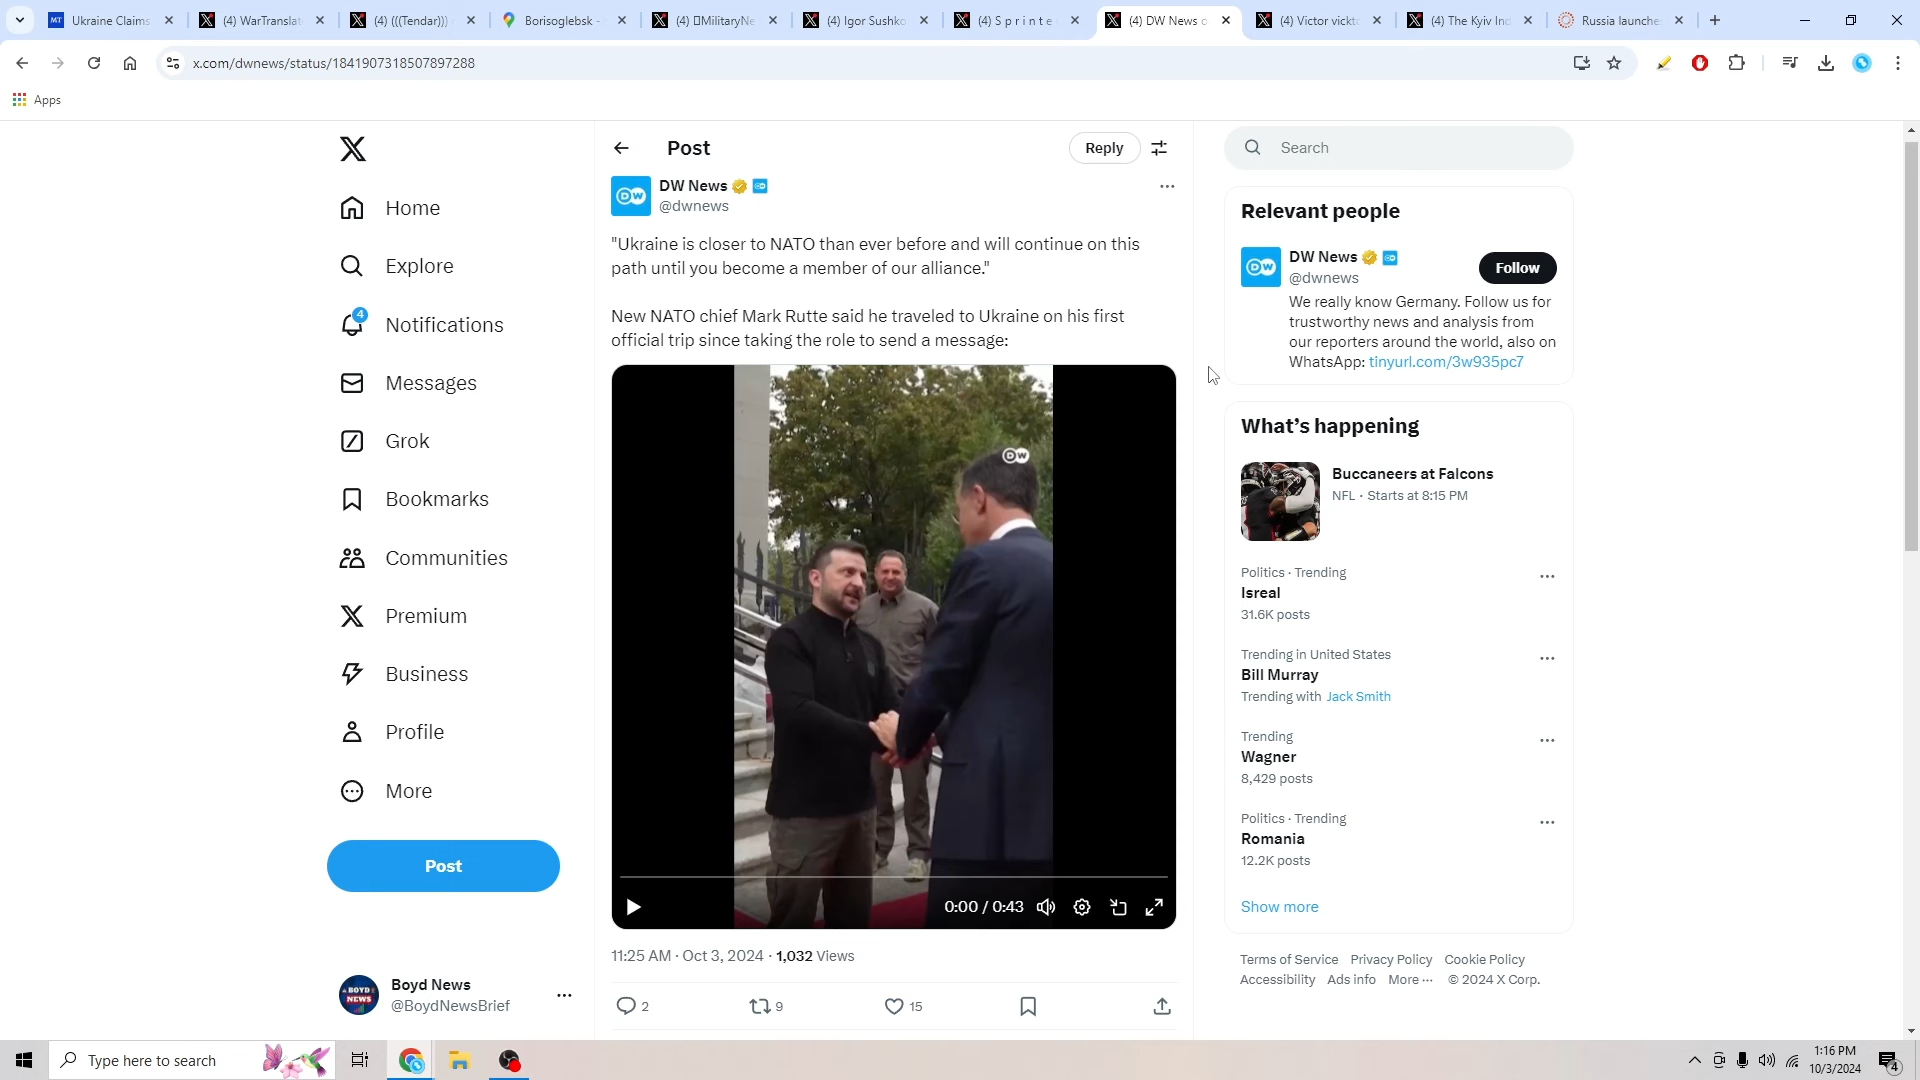 MT Ukraine Claims
(4) WarTranslat
(4) (((Tendar)))
Borisoglebsk -
(4) MilitaryNe
(4) Igor Sushko
(4) S p r i n t e
(4) DW News o
(4) Victor vickto
(4) The Kyiv Ind
Russia launche
x.com/dwnews/status/1841907318507897288
Apps
Home
Explore
4
Notifications
Messages
Grok
Bookmarks
Communities
Premium
Business
Profile
More
Post
BOYD NEWS
Boyd News
@BoydNewsBrief
Post
Reply
DW
DW News
@dwnews
"Ukraine is closer to NATO than ever before and will continue on this
path until you become a member of our alliance."
New NATO chief Mark Rutte said he traveled to Ukraine on his first
official trip since taking the role to send a message:
DW
0:00 / 0:43
11:25 AM · Oct 3, 2024 · 1,032 Views
2 9 15
Search
Relevant people
DW
DW News
@dwnews
Follow
We really know Germany. Follow us for
trustworthy news and analysis from
our reporters around the world, also on
WhatsApp: tinyurl.com/3w935pc7
What's happening
Buccaneers at Falcons
NFL · Starts at 8:15 PM
Politics · Trending
Isreal
31.6K posts
Trending in United States
Bill Murray
Trending with Jack Smith
Trending
Wagner
8,429 posts
Politics · Trending
Romania
12.2K posts
Show more
Terms of Service Privacy Policy Cookie Policy
Accessibility Ads info More ··· © 2024 X Corp.
Type here to search
1:16 PM
10/3/2024
4